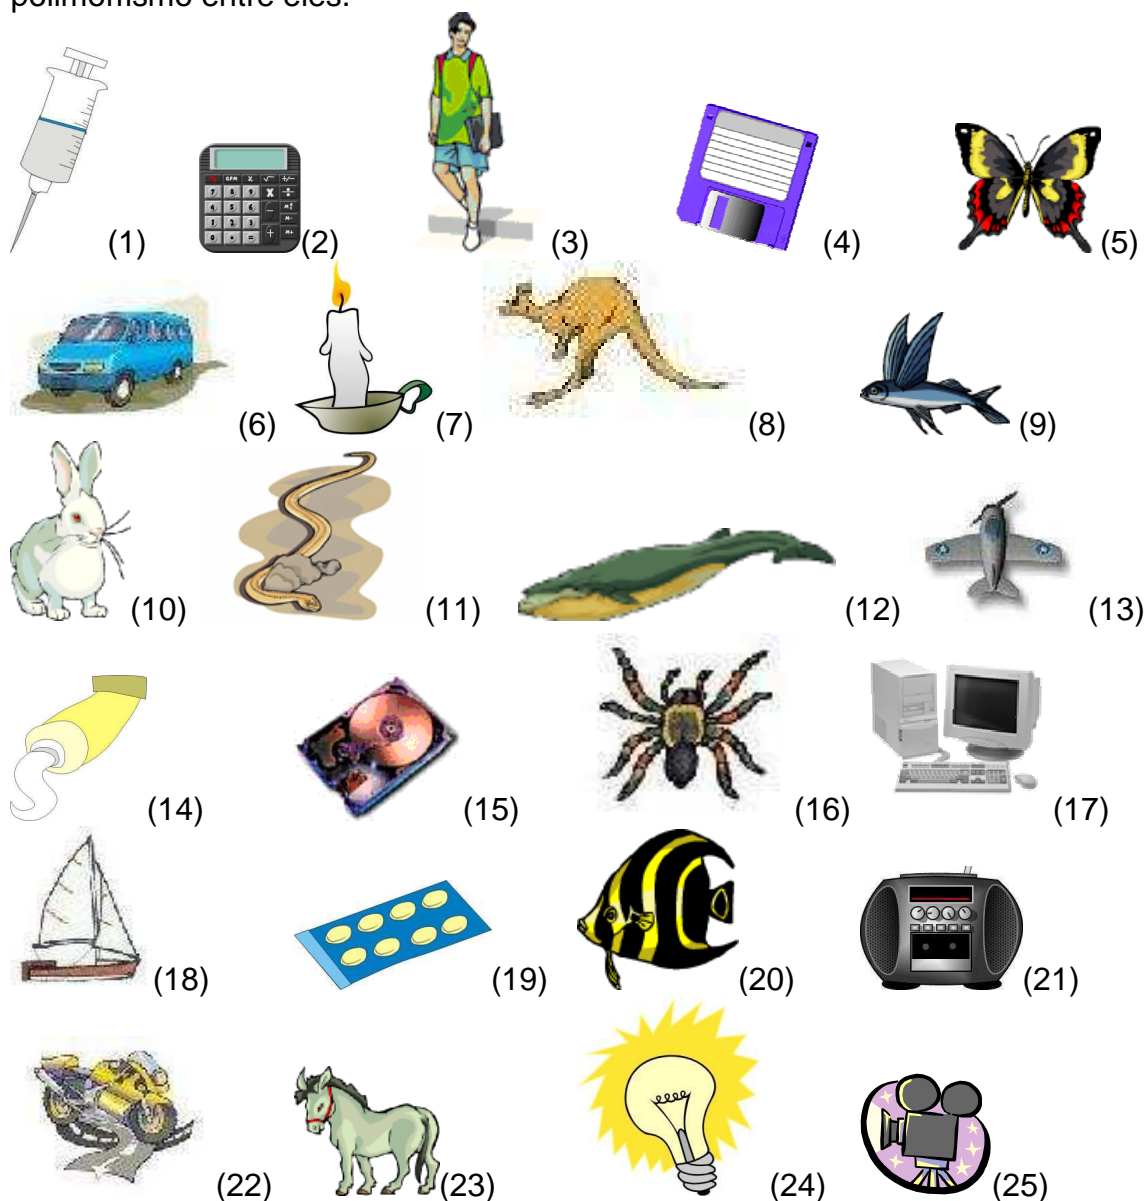 polimorfismo entre eles.
(1) (2) (3) (4) (5)
(6) (7) (8) (9)
(10) (11) (12) (13)
(14) (15) (16) (17)
(18) (19) (20) (21)
(22) (23) (24) (25)